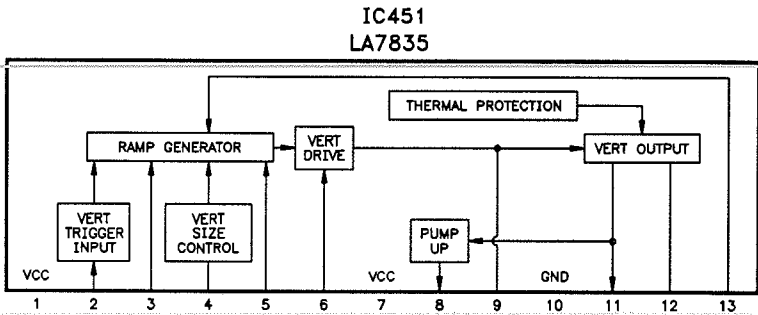 IC451
LA7835
THERMAL PROTECTION
RAMP GENERATOR
VERT
DRIVE
VERT OUTPUT
VERT
TRIGGER
INPUT
VERT
SIZE
CONTROL
PUMP
UP
VCC
VCC
GND
1 2 3 4 5 6 7 8 9 10 11 12 13